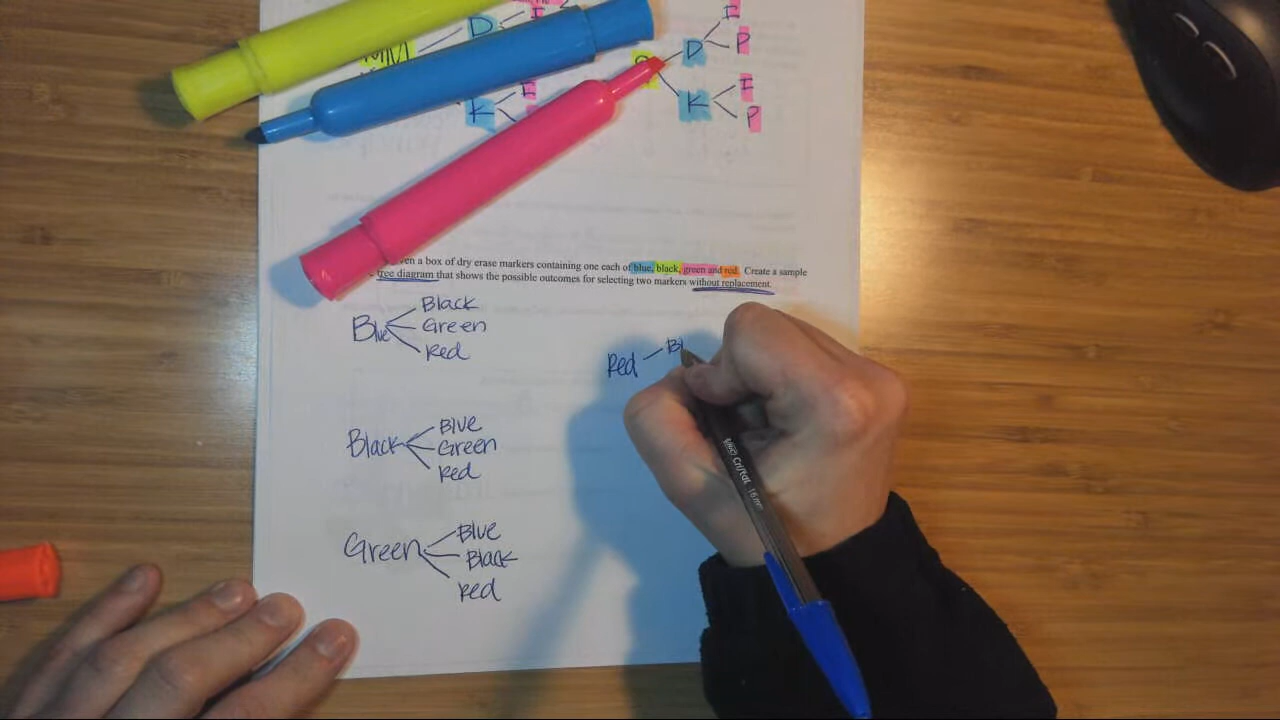 D I
D I
P
K I
K I
P
a box of dry erase markers containing one each of blue, black, green and red. Create a sample
tree diagram that shows the possible outcomes for selecting two markers without replacement.
Black
Blue Green
Red
Red Bl
Blue
Black Green
Red
Blue
Green Black
Red
Cristal